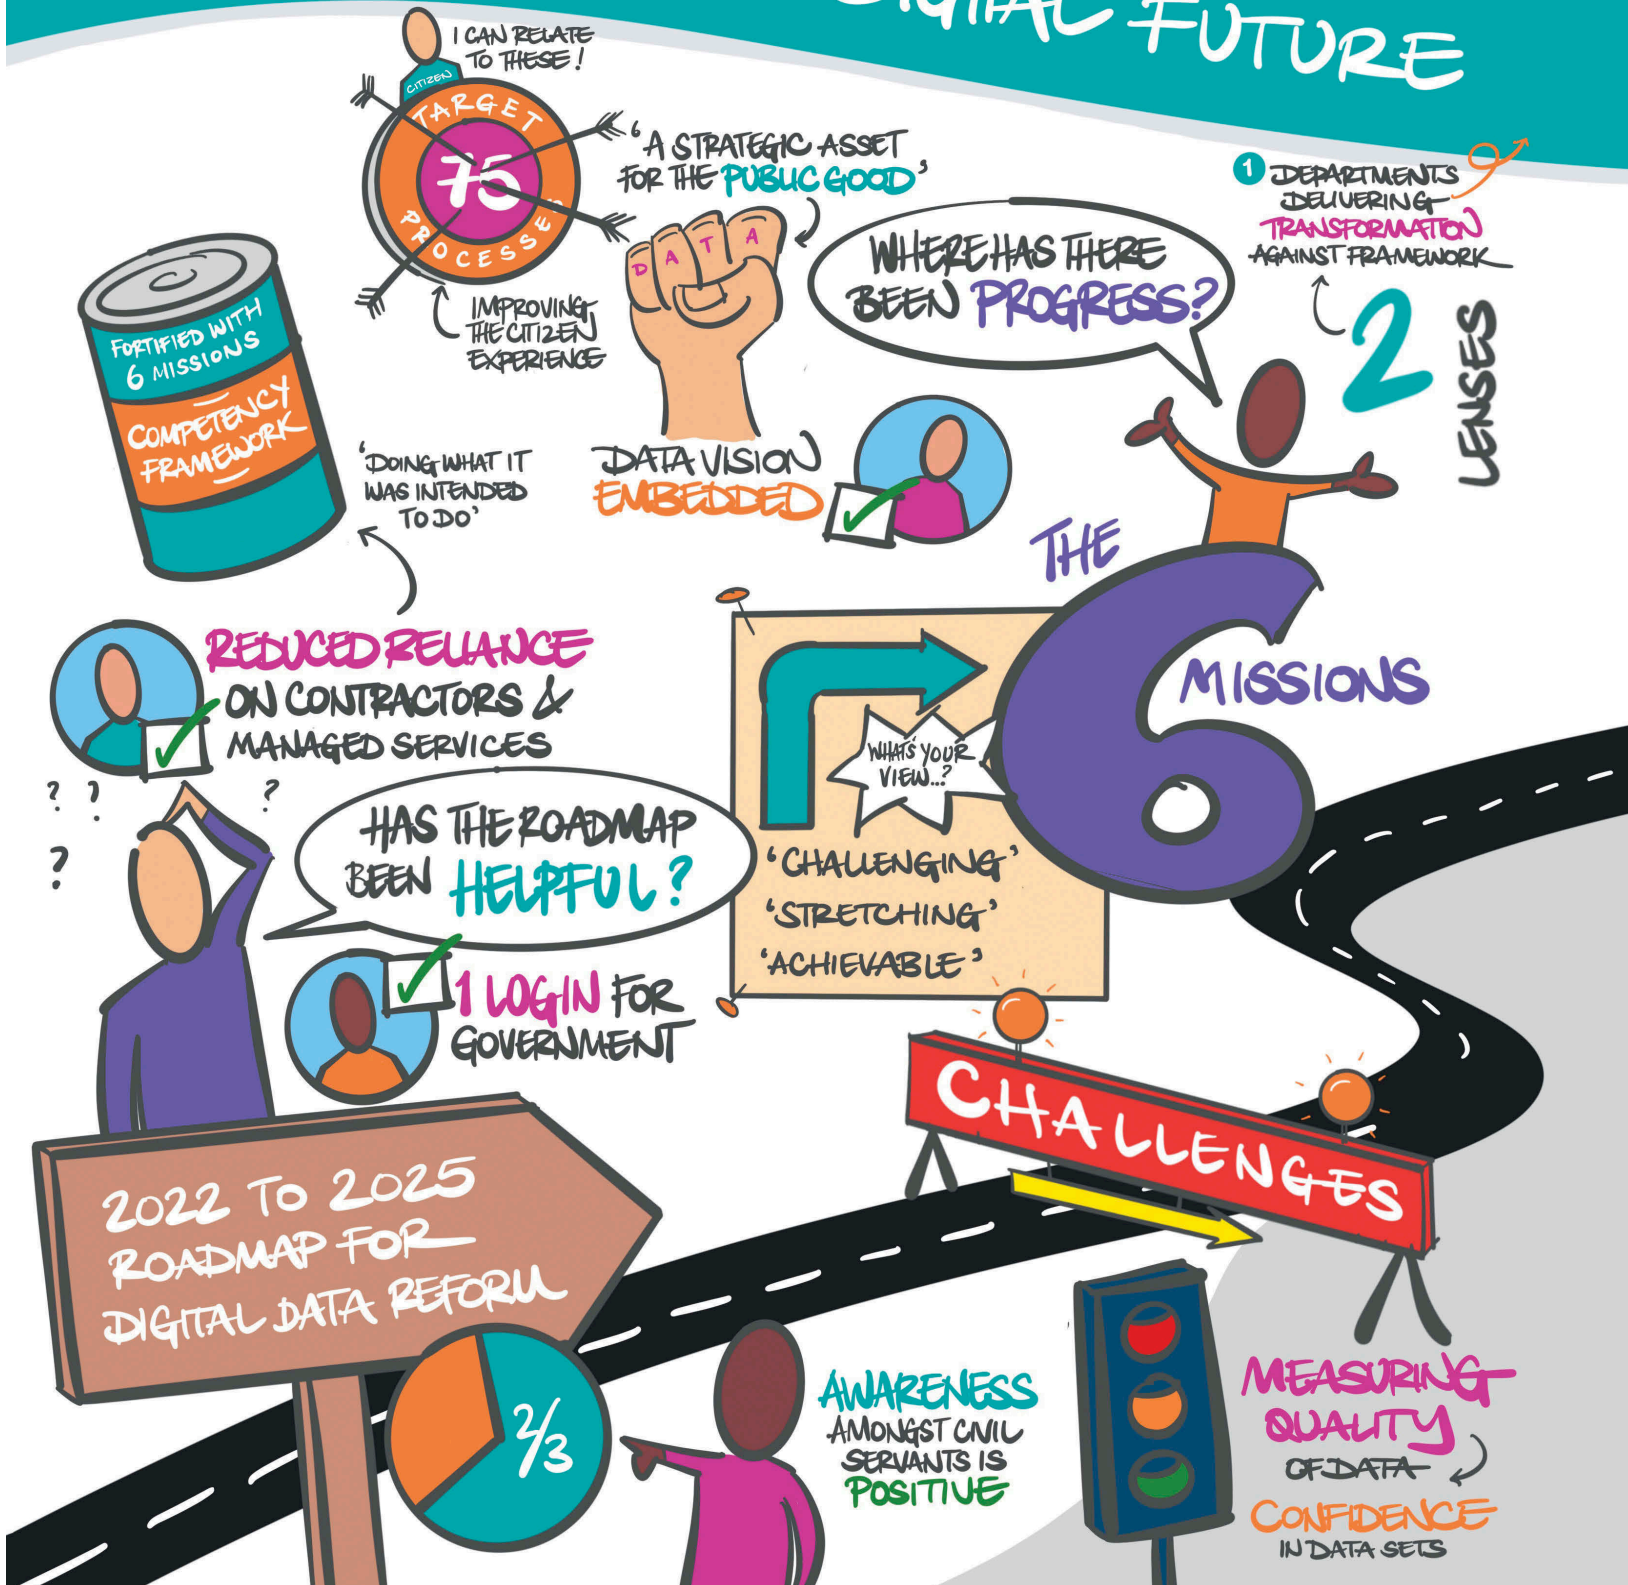 DIGITAL FUTURE
I CAN RELATE
TO THESE!
CITIZEN
TARGET
75
PROCESSES
IMPROVING
THE CITIZEN
EXPERIENCE
'A STRATEGIC ASSET
FOR THE PUBLIC GOOD'
DATA
DATA VISION
EMBEDDED
WHERE HAS THERE
BEEN PROGRESS?
1 DEPARTMENTS
DELIVERING
TRANSFORMATION
AGAINST FRAMEWORK
2
LENSES
FORTIFIED WITH
6 MISSIONS
COMPETENCY
FRAMEWORK
'DOING WHAT IT
WAS INTENDED
TO DO'
REDUCED RELIANCE
ON CONTRACTORS &
MANAGED SERVICES
THE
6
MISSIONS
WHAT'S YOUR
VIEW..?
'CHALLENGING'
'STRETCHING'
'ACHIEVABLE'
? ? ?
?
HAS THE ROADMAP
BEEN HELPFUL?
1 LOGIN FOR
GOVERNMENT
CHALLENGES
2022 TO 2025
ROADMAP FOR
DIGITAL DATA REFORM
2/3
AWARENESS
AMONGST CIVIL
SERVANTS IS
POSITIVE
MEASURING
QUALITY
OF DATA
CONFIDENCE
IN DATA SETS